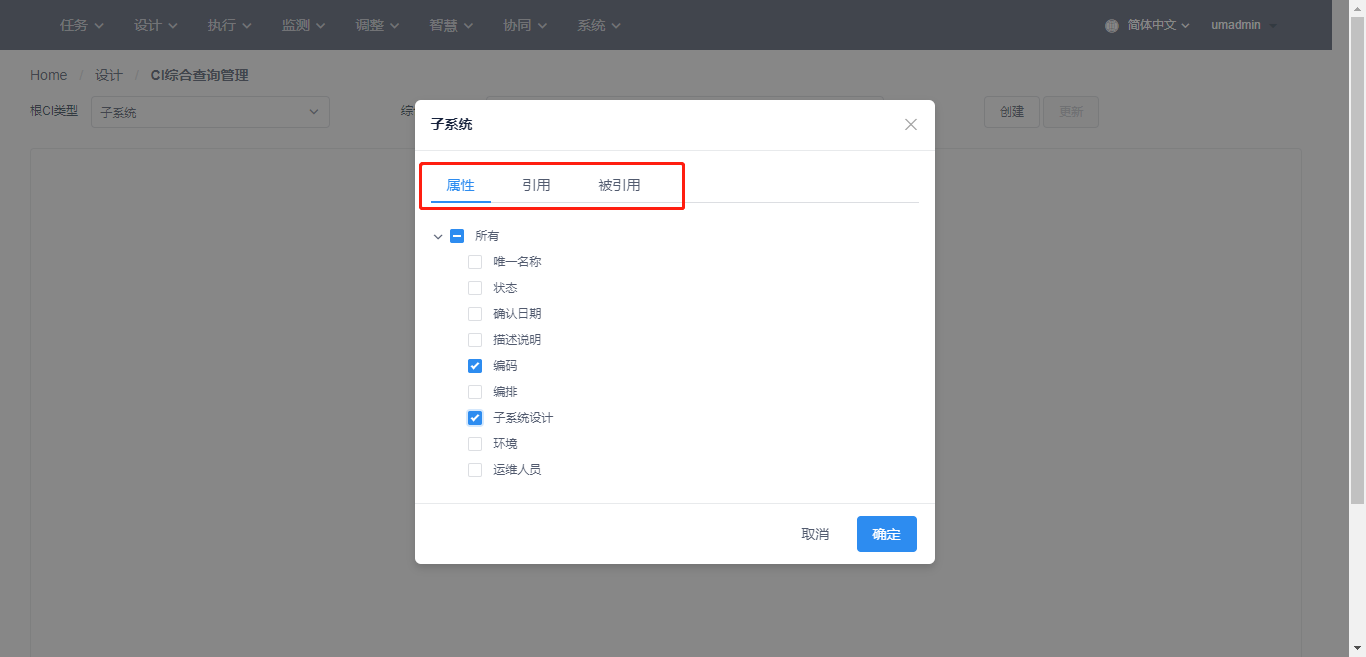 任务 设计 执行 监测 调整 智慧 协同 系统 简体中文 umadmin
Home / 设计 / CI综合查询管理
根CI类型 子系统 综 创建 更新
子系统
属性 引用 被引用
所有
唯一名称
状态
确认日期
描述说明
编码
编排
子系统设计
环境
运维人员
取消 确定